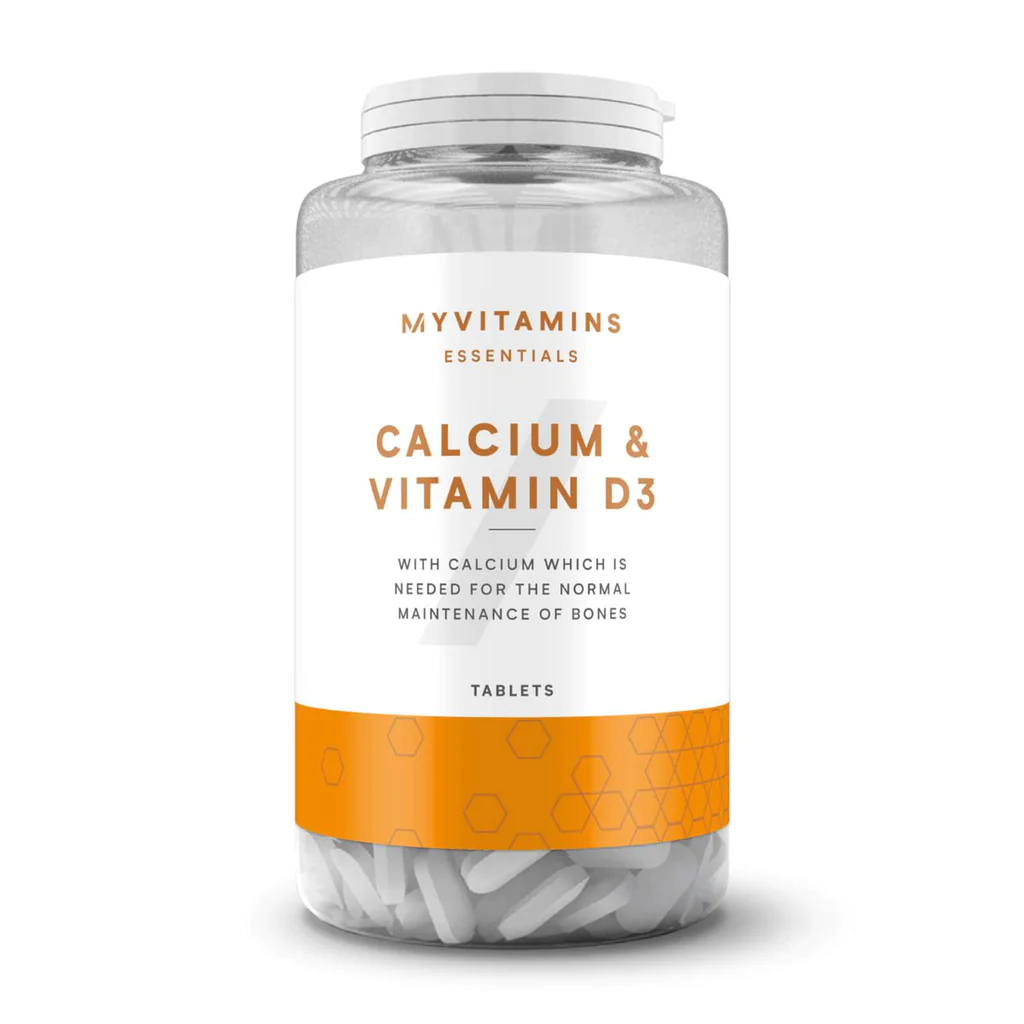 MYVITAMINS
ESSENTIALS
CALCIUM &
VITAMIN D3
WITH CALCIUM WHICH IS
NEEDED FOR THE NORMAL
MAINTENANCE OF BONES
TABLETS